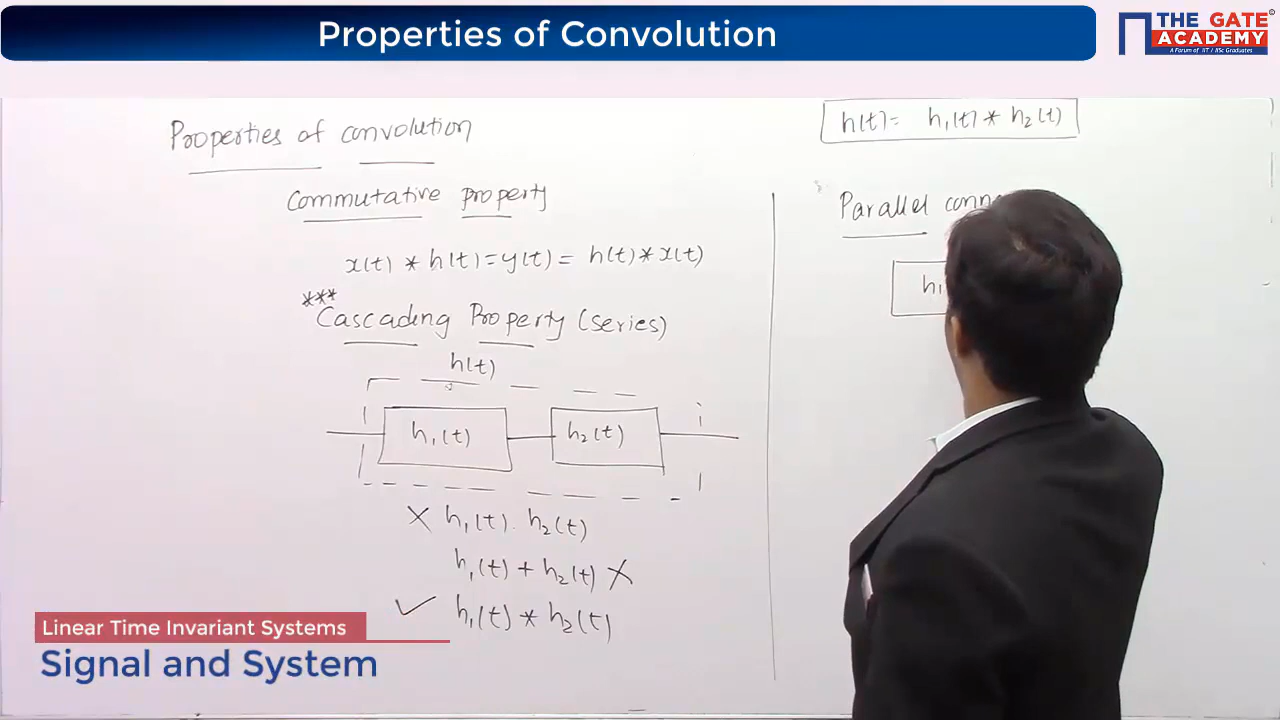 Properties of Convolution
THE GATE ACADEMY
A Forum of IIT / IISc Graduates
Properties of convolution
Commutative property
x(t) * h(t) = y(t) = h(t) * x(t)
***
Cascading Property (series)
h(t)
h₁(t) h₂(t)
× h₁(t) . h₂(t)
h₁(t) + h₂(t) ×
✓ h₁(t) * h₂(t)
h(t) = h₁(t) * h₂(t)
Parallel
h₁
Linear Time Invariant Systems
Signal and System